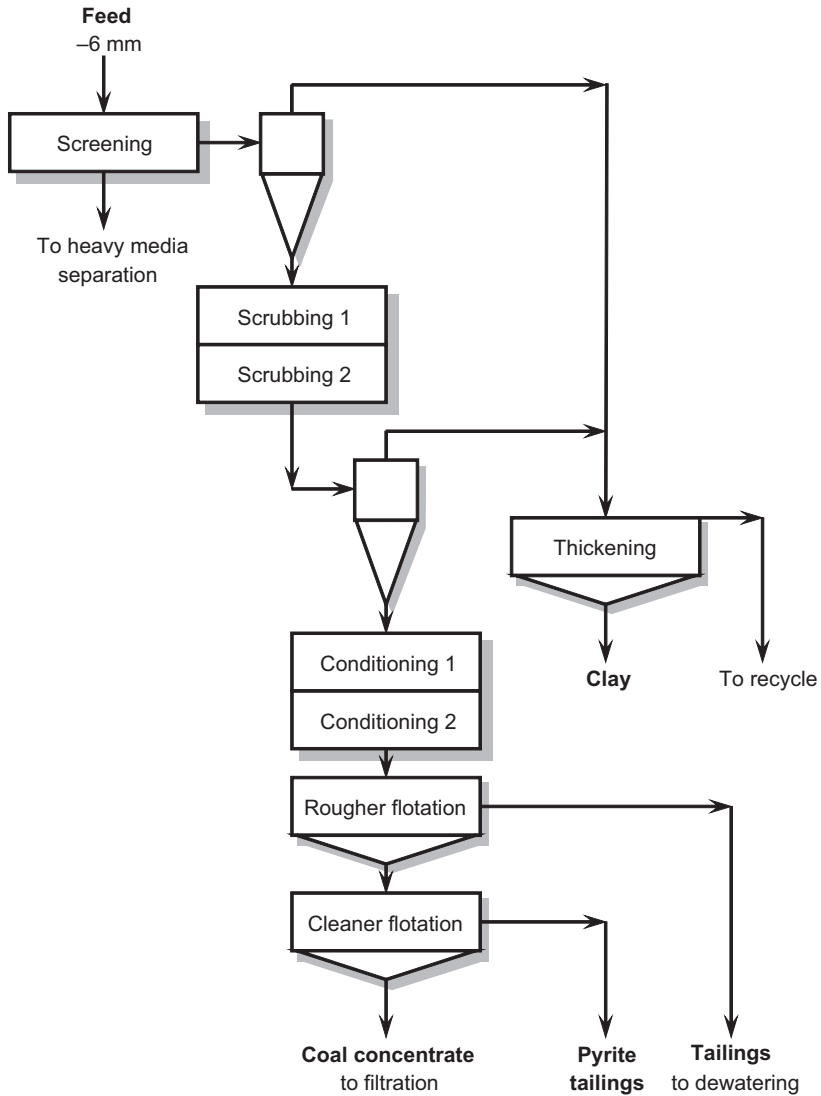 Feed
–6 mm
Screening
To heavy media
separation
Scrubbing 1
Scrubbing 2
Thickening
Clay
To recycle
Conditioning 1
Conditioning 2
Rougher flotation
Cleaner flotation
Coal concentrate
to filtration
Pyrite
tailings
Tailings
to dewatering